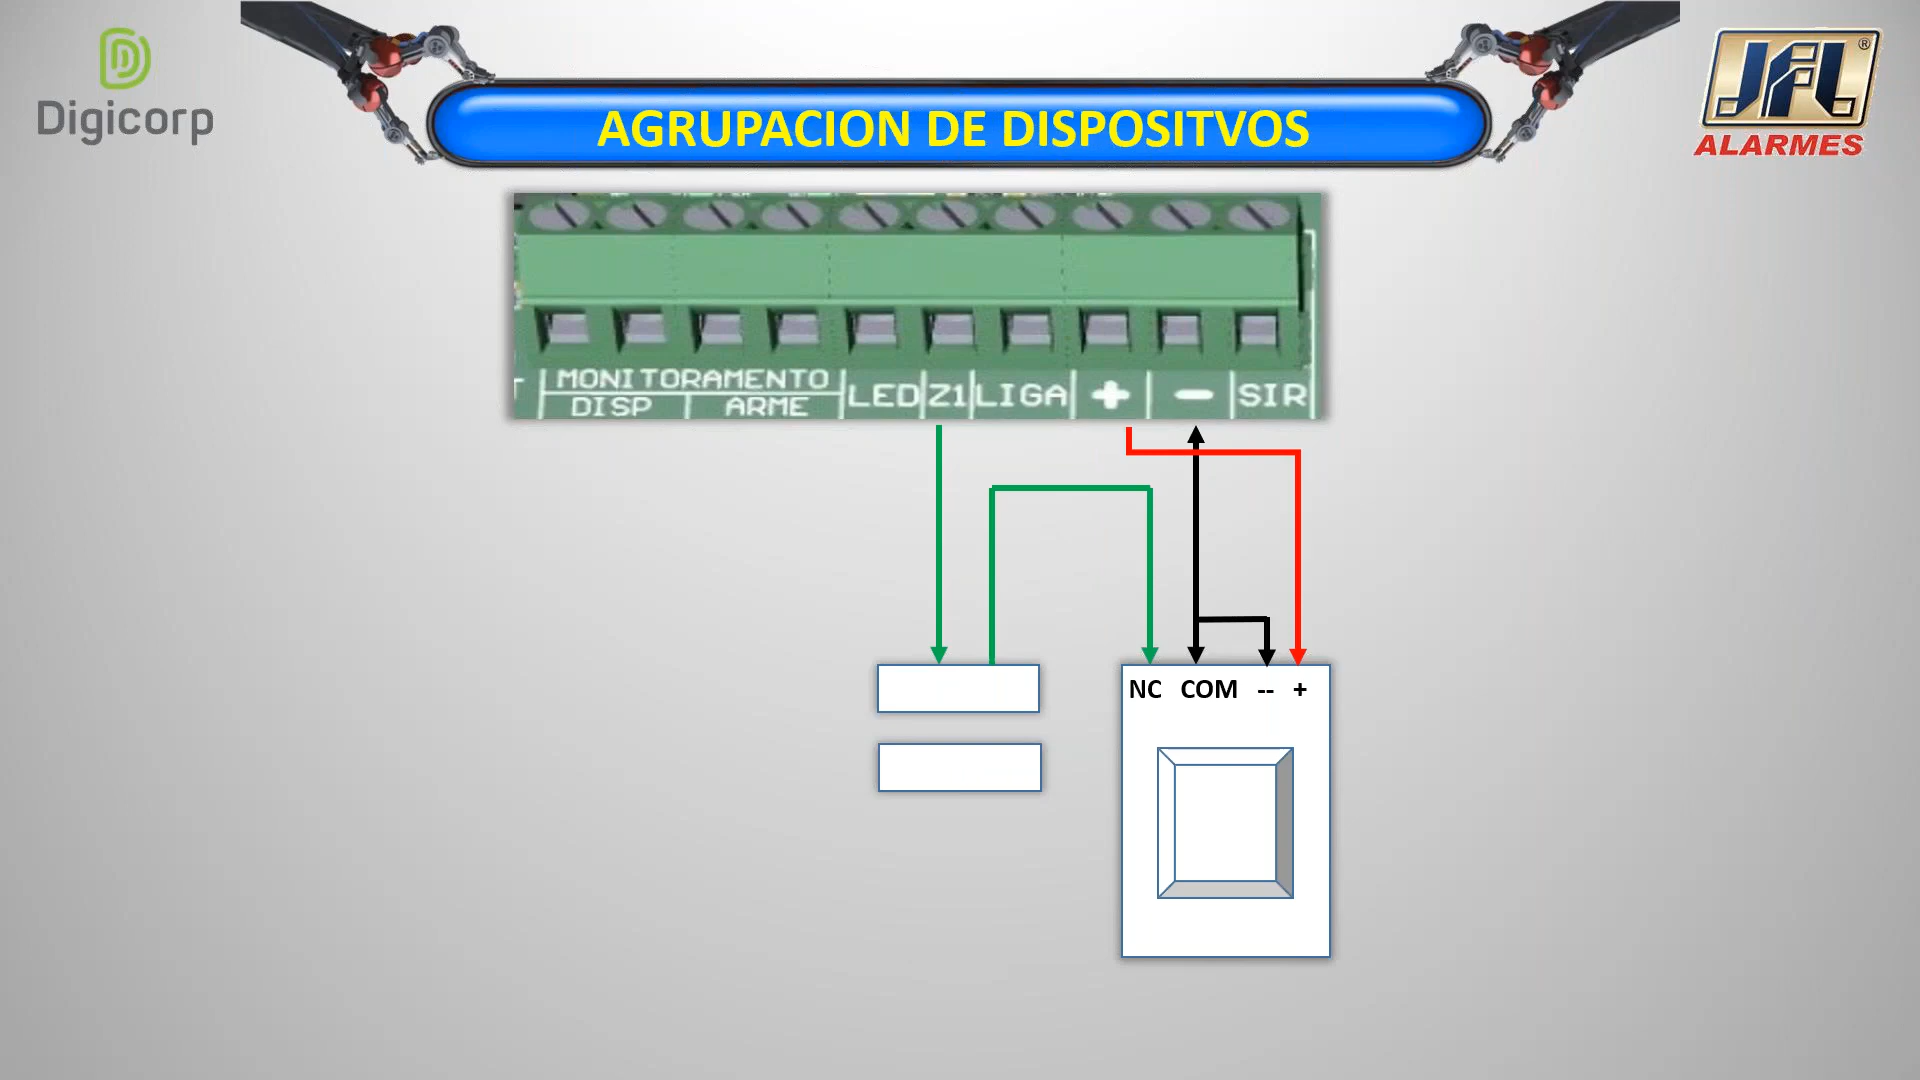 Digicorp
AGRUPACION DE DISPOSITVOS
JFL®
ALARMES
MONITORAMENTO
DISP ARME LED Z1 LIGA + − SIR
NC COM -- +